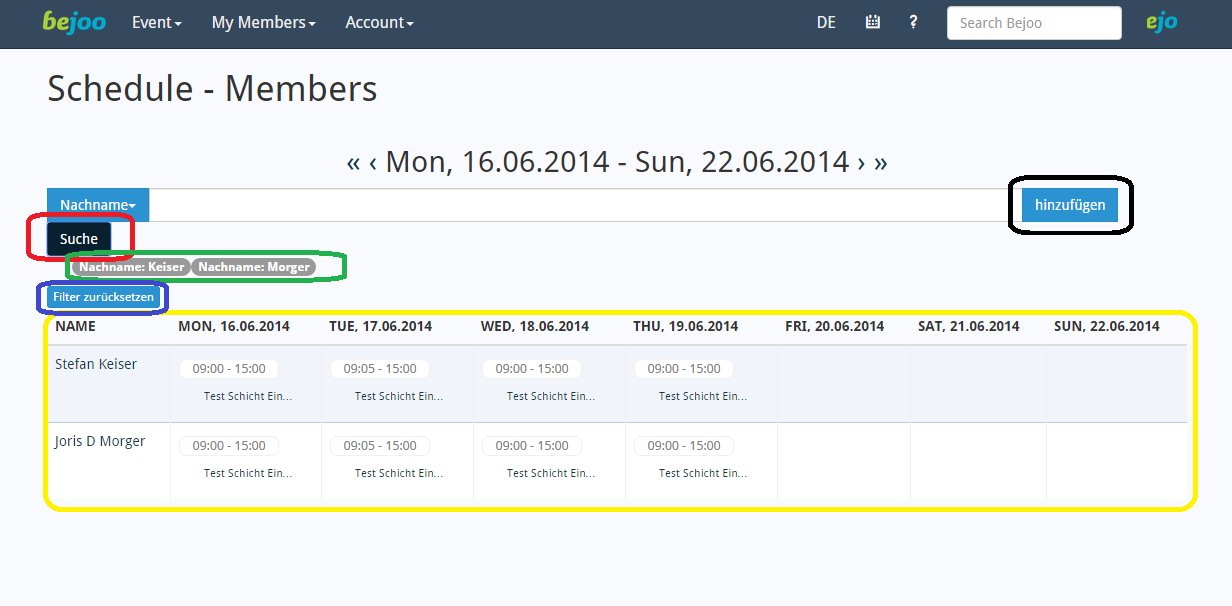 bejoo Event My Members Account DE ? Search Bejoo ejo
Schedule - Members
« ‹ Mon, 16.06.2014 - Sun, 22.06.2014 › »
Nachname hinzufügen
Suche
Nachname: Keiser Nachname: Morger
Filter zurücksetzen
NAME MON, 16.06.2014 TUE, 17.06.2014 WED, 18.06.2014 THU, 19.06.2014 FRI, 20.06.2014 SAT, 21.06.2014 SUN, 22.06.2014
Stefan Keiser 09:00 - 15:00 09:05 - 15:00 09:00 - 15:00 09:00 - 15:00
Test Schicht Ein... Test Schicht Ein... Test Schicht Ein... Test Schicht Ein...
Joris D Morger 09:00 - 15:00 09:05 - 15:00 09:00 - 15:00 09:00 - 15:00
Test Schicht Ein... Test Schicht Ein... Test Schicht Ein... Test Schicht Ein...